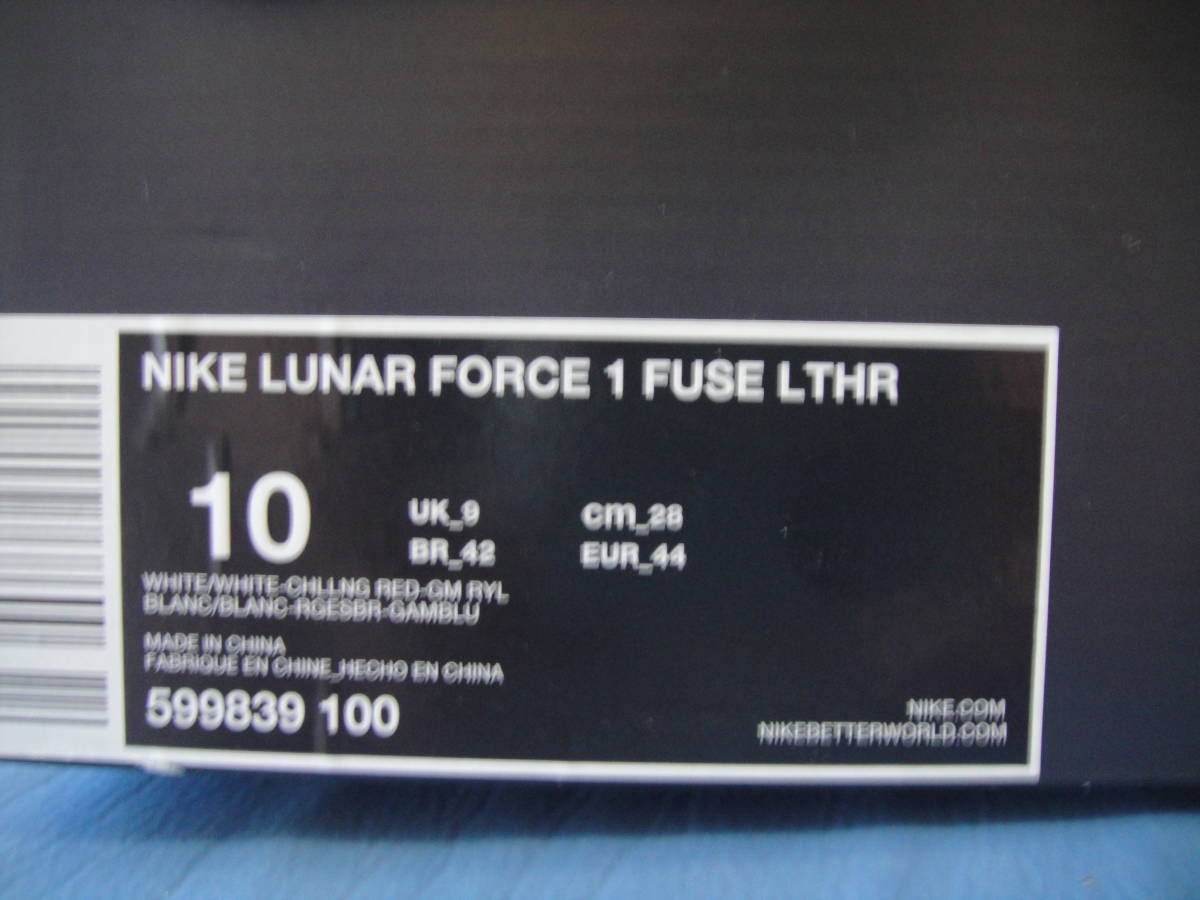 NIKE LUNAR FORCE 1 FUSE LTHR
10
UK_9 cm_28
BR_42 EUR_44
WHITE/WHITE-CHLLNG RED-GM RYL
BLANC/BLANC-RGESBR-GAMBLU
MADE IN CHINA
FABRIQUE EN CHINE_HECHO EN CHINA
599839 100
NIKE.COM
NIKEBETTERWORLD.COM